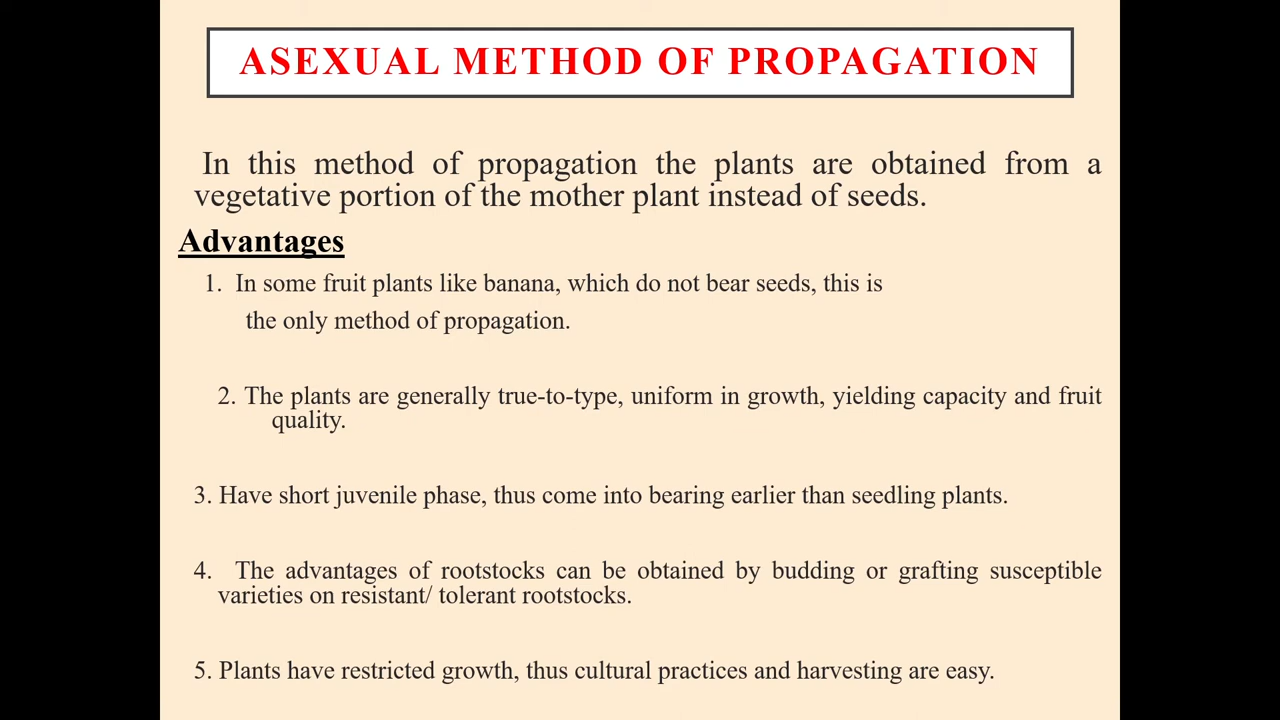 ASEXUAL METHOD OF PROPAGATION
In this method of propagation the plants are obtained from a
vegetative portion of the mother plant instead of seeds.
Advantages
1. In some fruit plants like banana, which do not bear seeds, this is
the only method of propagation.
2. The plants are generally true-to-type, uniform in growth, yielding capacity and fruit
quality.
3. Have short juvenile phase, thus come into bearing earlier than seedling plants.
4. The advantages of rootstocks can be obtained by budding or grafting susceptible
varieties on resistant/ tolerant rootstocks.
5. Plants have restricted growth, thus cultural practices and harvesting are easy.